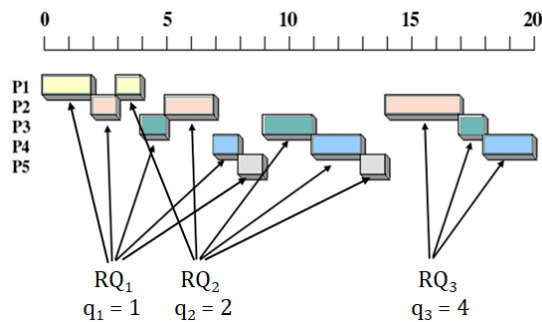 0 5 10 15 20
P1
P2
P3
P4
P5
RQ₁ RQ₂ RQ₃
q₁ = 1 q₂ = 2 q₃ = 4